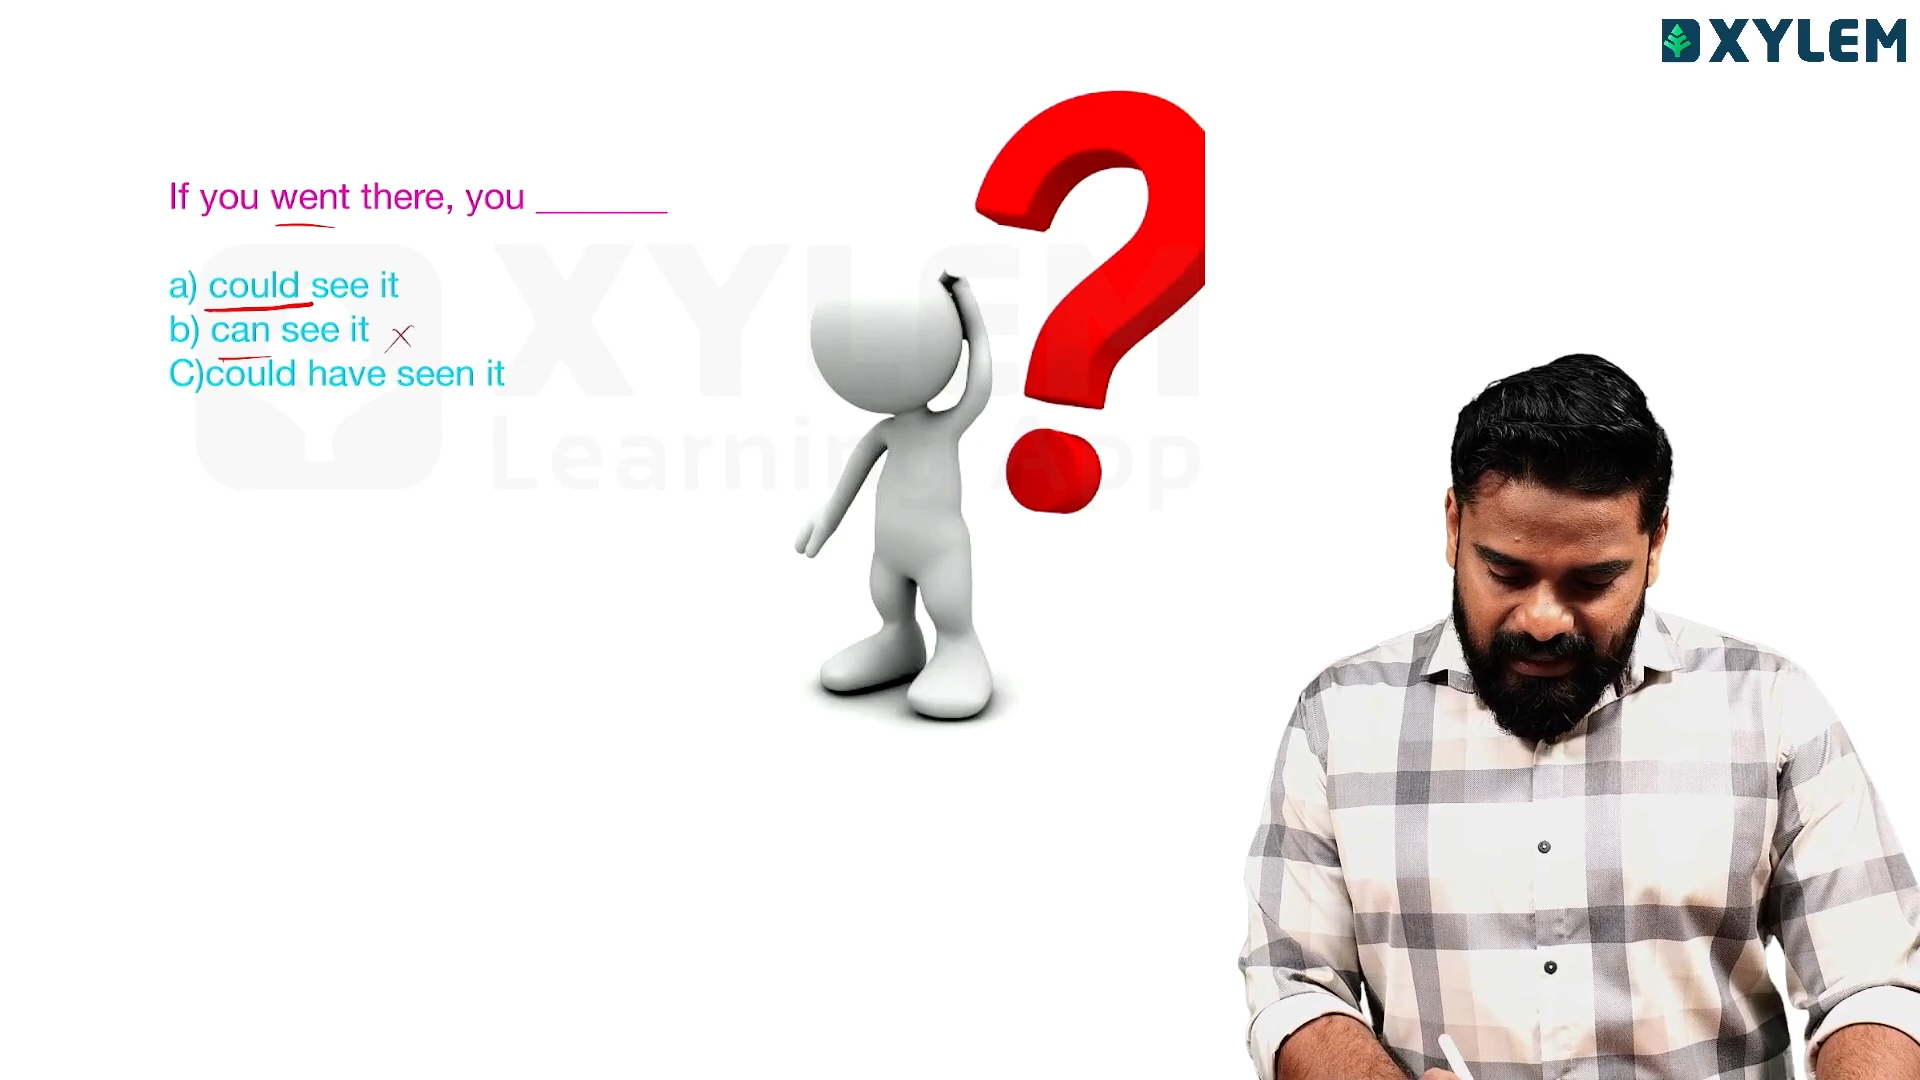 XYLEM
If you went there, you _______
a) could see it
b) can see it
C)could have seen it
XYLEM
Learning App